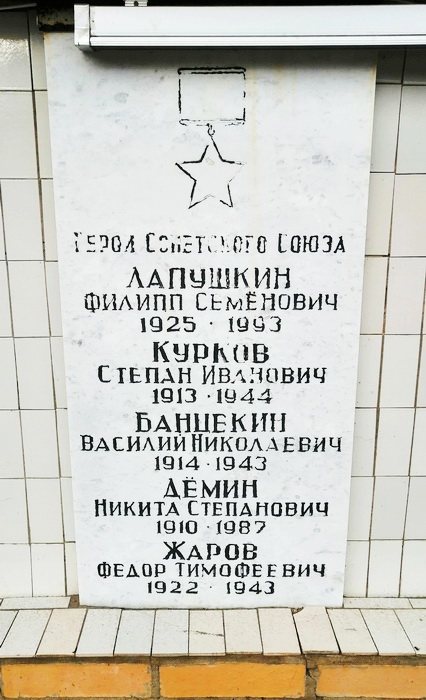 Герои Советского Союза
Лапушкин
Филипп Семёнович
1925 · 1993
Курков
Степан Иванович
1913 · 1944
Банцекин
Василий Николаевич
1914 · 1943
Дёмин
Никита Степанович
1910 · 1987
Жаров
Федор Тимофеевич
1922 · 1943